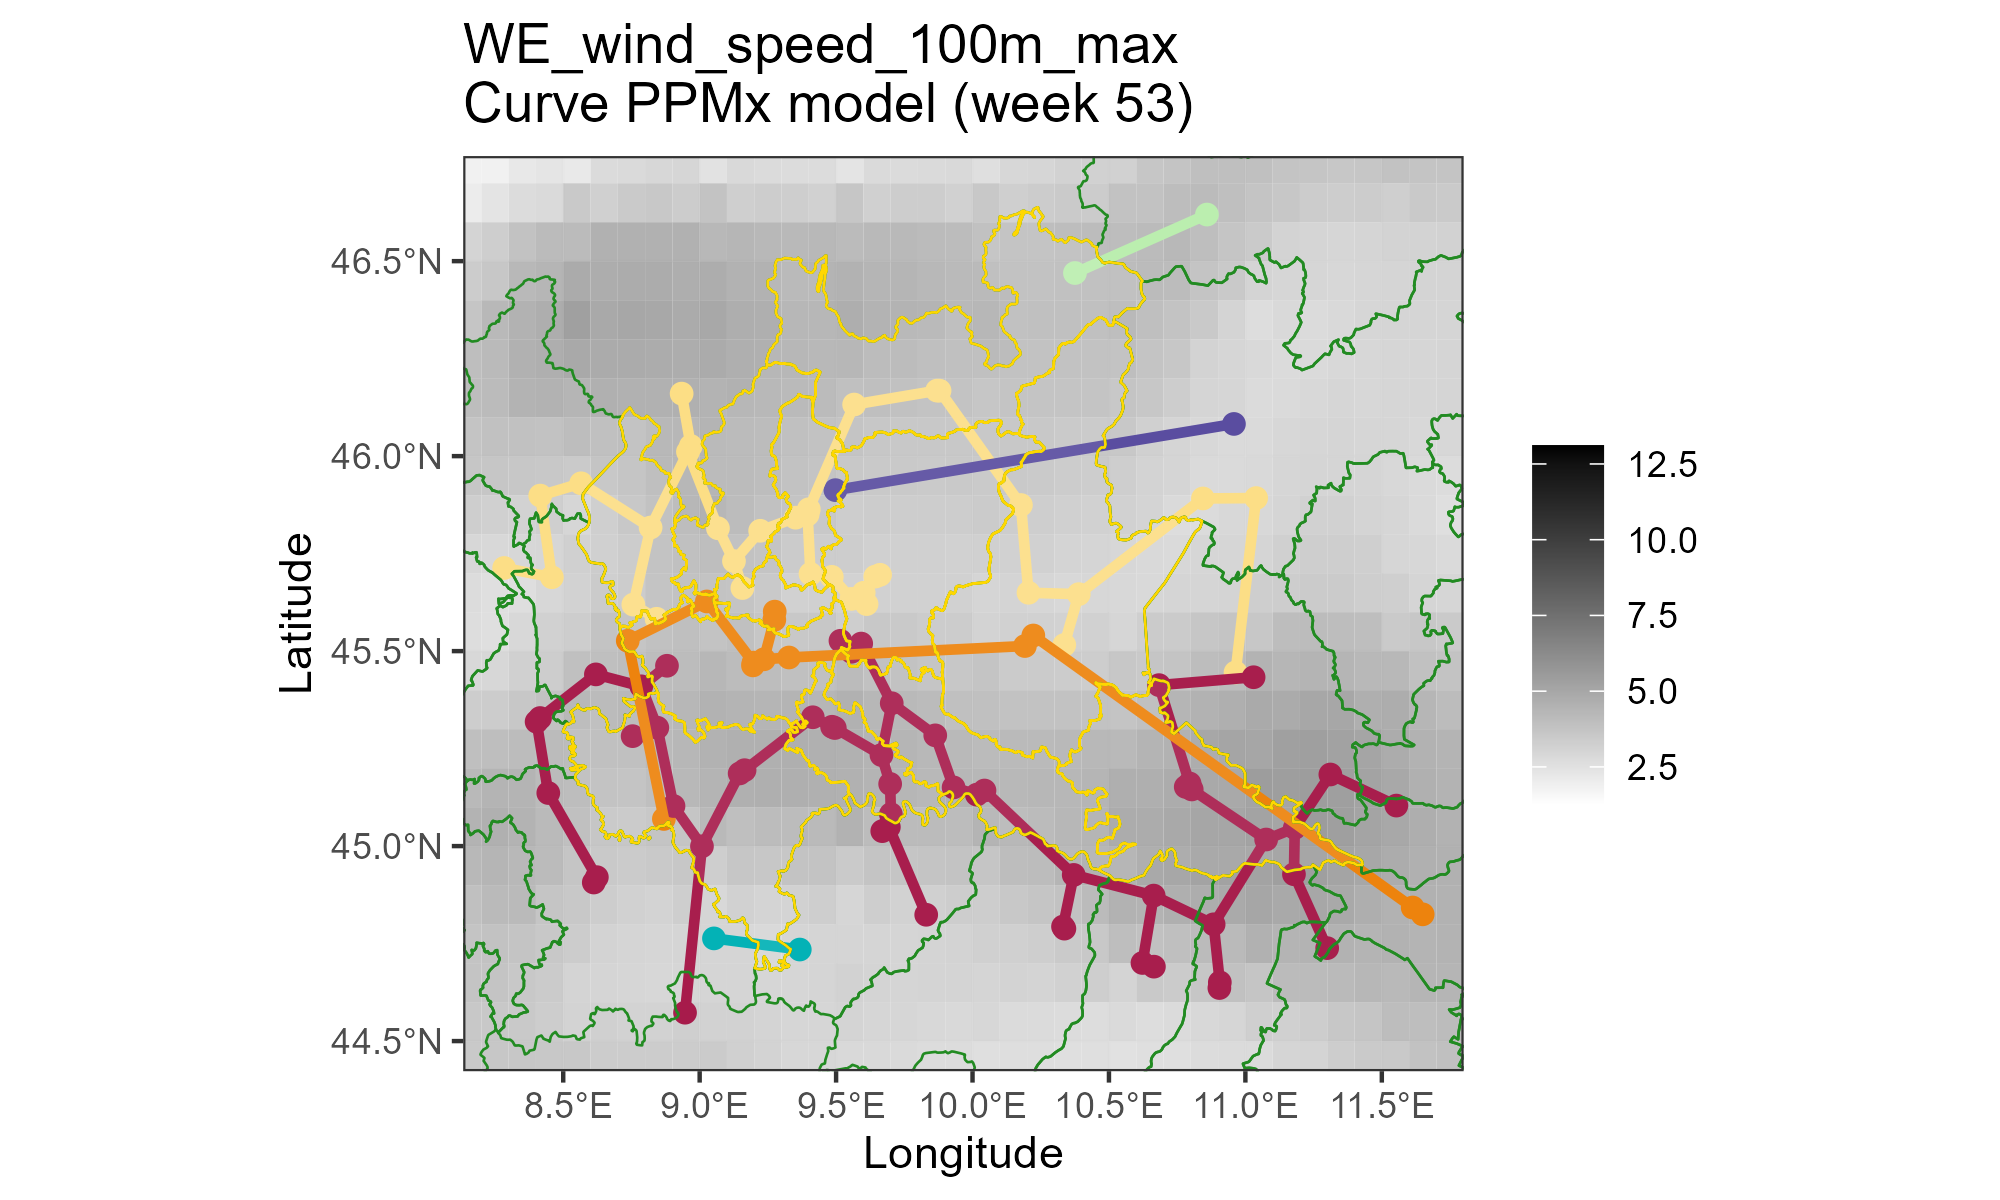 WE_wind_speed_100m_max
Curve PPMx model (week 53)
46.5°N
46.0°N
45.5°N
45.0°N
44.5°N
Latitude
8.5°E 9.0°E 9.5°E 10.0°E 10.5°E 11.0°E 11.5°E
Longitude
12.5
10.0
7.5
5.0
2.5